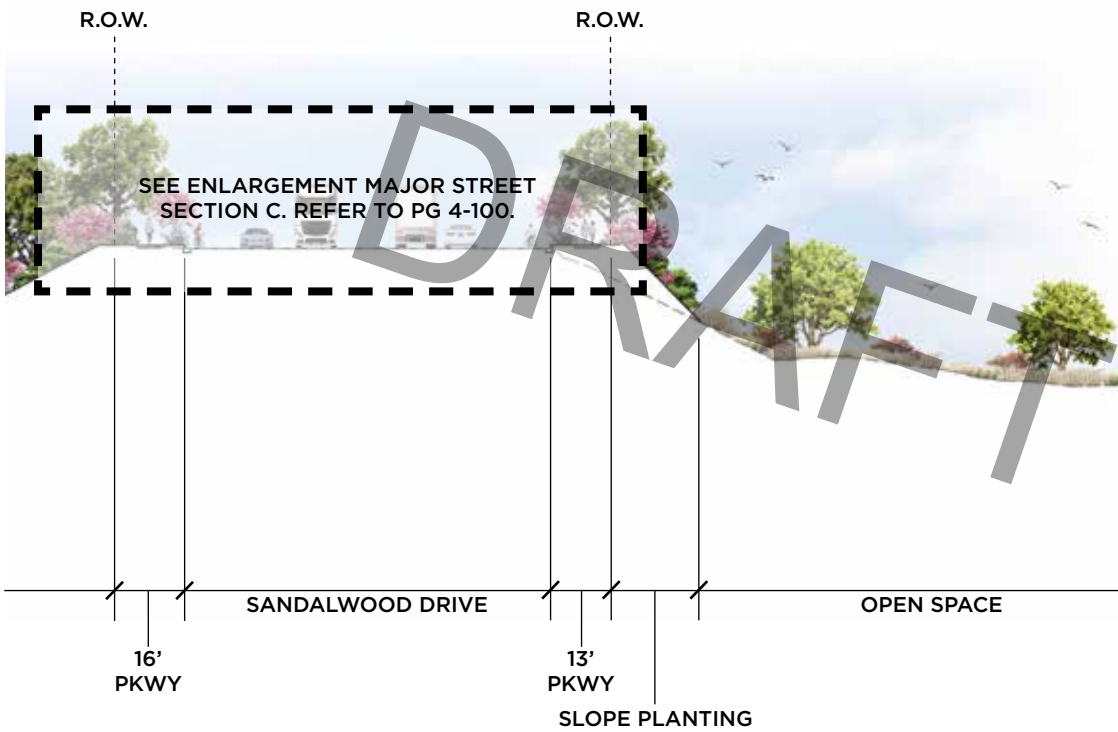 R.O.W.
R.O.W.
SEE ENLARGEMENT MAJOR STREET
SECTION C. REFER TO PG 4-100.
DRAFT
SANDALWOOD DRIVE
OPEN SPACE
16'
PKWY
13'
PKWY
SLOPE PLANTING